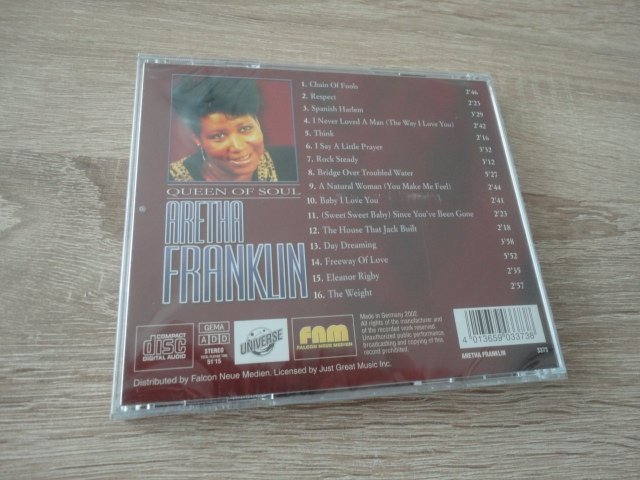 1. Chain Of Fools 2'46
2. Respect 2'23
3. Spanish Harlem 3'29
4. I Never Loved A Man (The Way I Love You) 2'42
5. Think 2'16
6. I Say A Little Prayer 3'32
7. Rock Steady 3'12
8. Bridge Over Troubled Water 5'27
9. A Natural Woman (You Make Me Feel) 2'44
10. Baby I Love You 2'41
11. (Sweet Sweet Baby) Since You've Been Gone 2'23
12. The House That Jack Built 2'18
13. Day Dreaming 3'58
14. Freeway Of Love 5'52
15. Eleanor Rigby 2'35
16. The Weight 2'57
QUEEN OF SOUL
ARETHA
FRANKLIN
COMPACT
disc
DIGITAL AUDIO
GEMA
ADD
STEREO
51'15
UNIVERSE
FAM
FALCON NEUE MEDIEN
Made in Germany 2002.
All rights of the manufacturer and
of the recorded work reserved.
Unauthorized public performance,
broadcasting and copying of this
record prohibited.
4 013659 033738
ARETHA FRANKLIN 3373
Distributed by Falcon Neue Medien. Licensed by Just Great Music Inc.